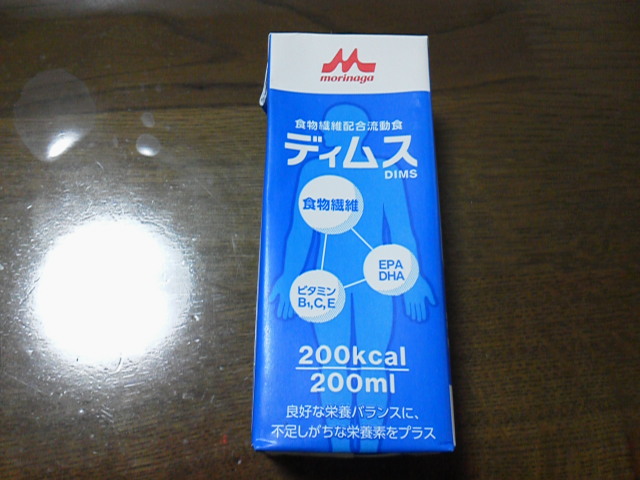 morinaga
食物繊維配合流動食
ディムス
DIMS
食物繊維
EPA
DHA
ビタミン
B₁,C,E
200kcal
200ml
良好な栄養バランスに、
不足しがちな栄養素をプラス